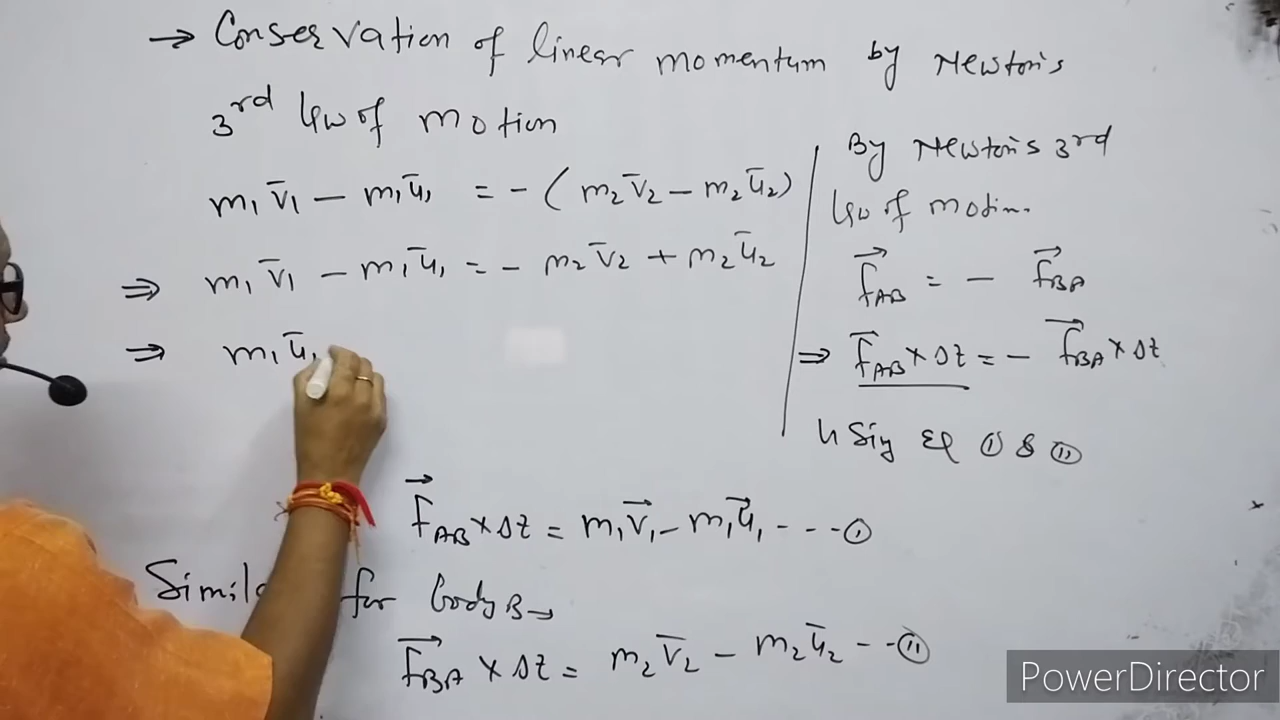 → Conservation of linear momentum by Newton's
3rd law of motion
m₁v̄₁ − m₁ū₁ = − ( m₂v̄₂ − m₂ū₂)
⇒ m₁v̄₁ − m₁ū₁ = − m₂v̄₂ + m₂ū₂
⇒ m₁ū₁
By Newton's 3rd
law of motion.
F⃗AB = − F⃗BA
⇒ F⃗AB × Δt = − F⃗BA × Δt
Using Eq ① & ⑪
F⃗AB × Δt = m₁v⃗₁ − m₁u⃗₁ - - - - ①
for body B →
F⃗BA × Δt = m₂v̄₂ − m₂ū₂ - - ⑪
PowerDirector